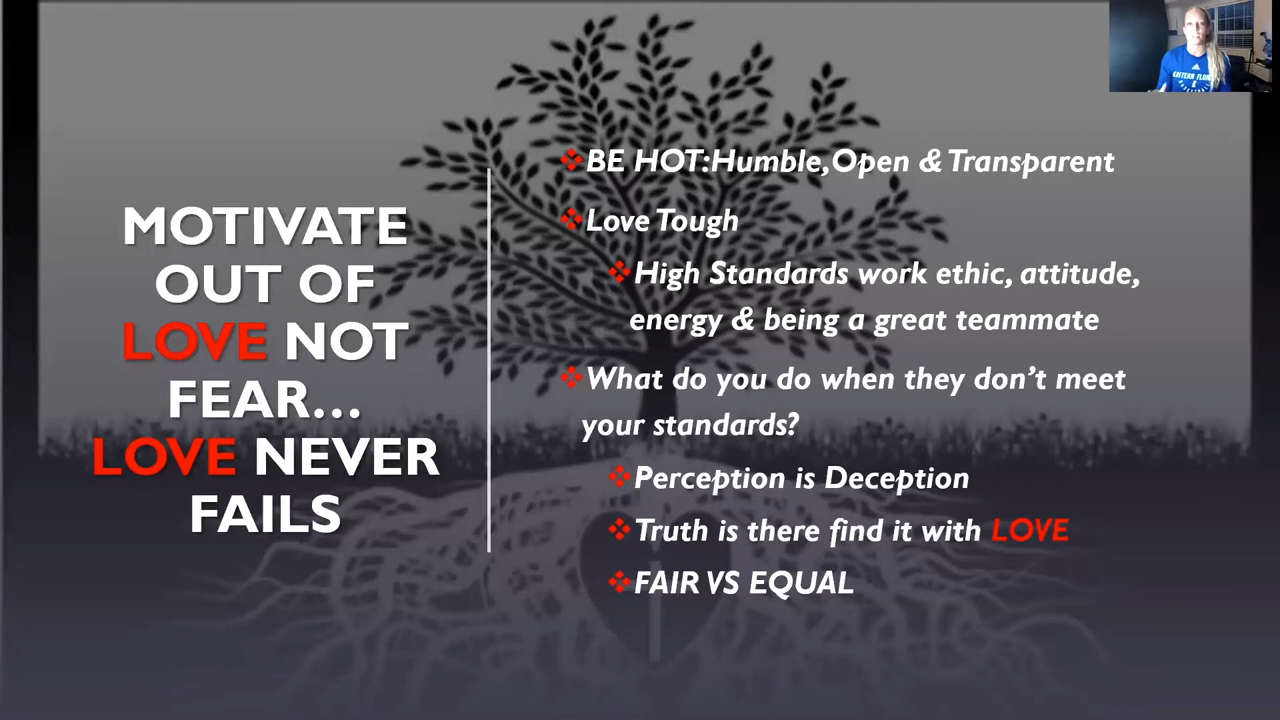 MOTIVATE
OUT OF
LOVE NOT
FEAR...
LOVE NEVER
FAILS
BE HOT:Humble,Open & Transparent
Love Tough
High Standards work ethic, attitude,
energy & being a great teammate
What do you do when they don't meet
your standards?
Perception is Deception
Truth is there find it with LOVE
FAIR VS EQUAL
EASTERN FLOR